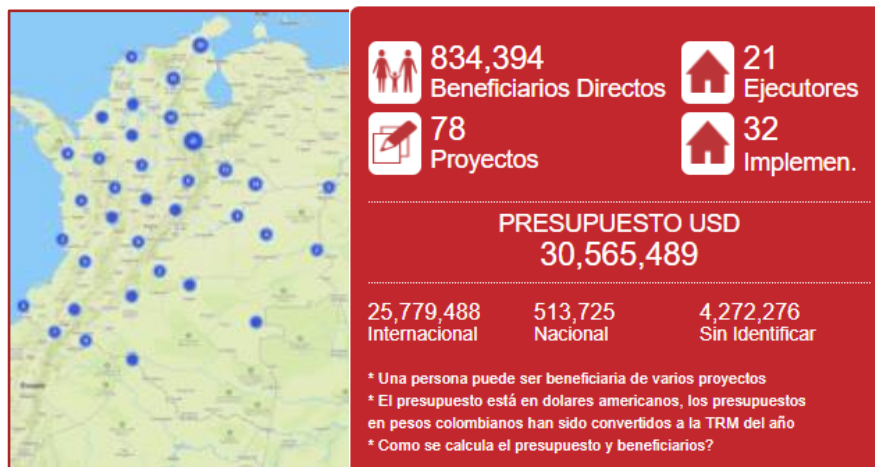 834,394
Beneficiarios Directos
21
Ejecutores
78
Proyectos
32
Implemen.
PRESUPUESTO USD
30,565,489
25,779,488
Internacional
513,725
Nacional
4,272,276
Sin Identificar
* Una persona puede ser beneficiaria de varios proyectos
* El presupuesto está en dolares americanos, los presupuestos
en pesos colombianos han sido convertidos a la TRM del año
* Como se calcula el presupuesto y beneficiarios?